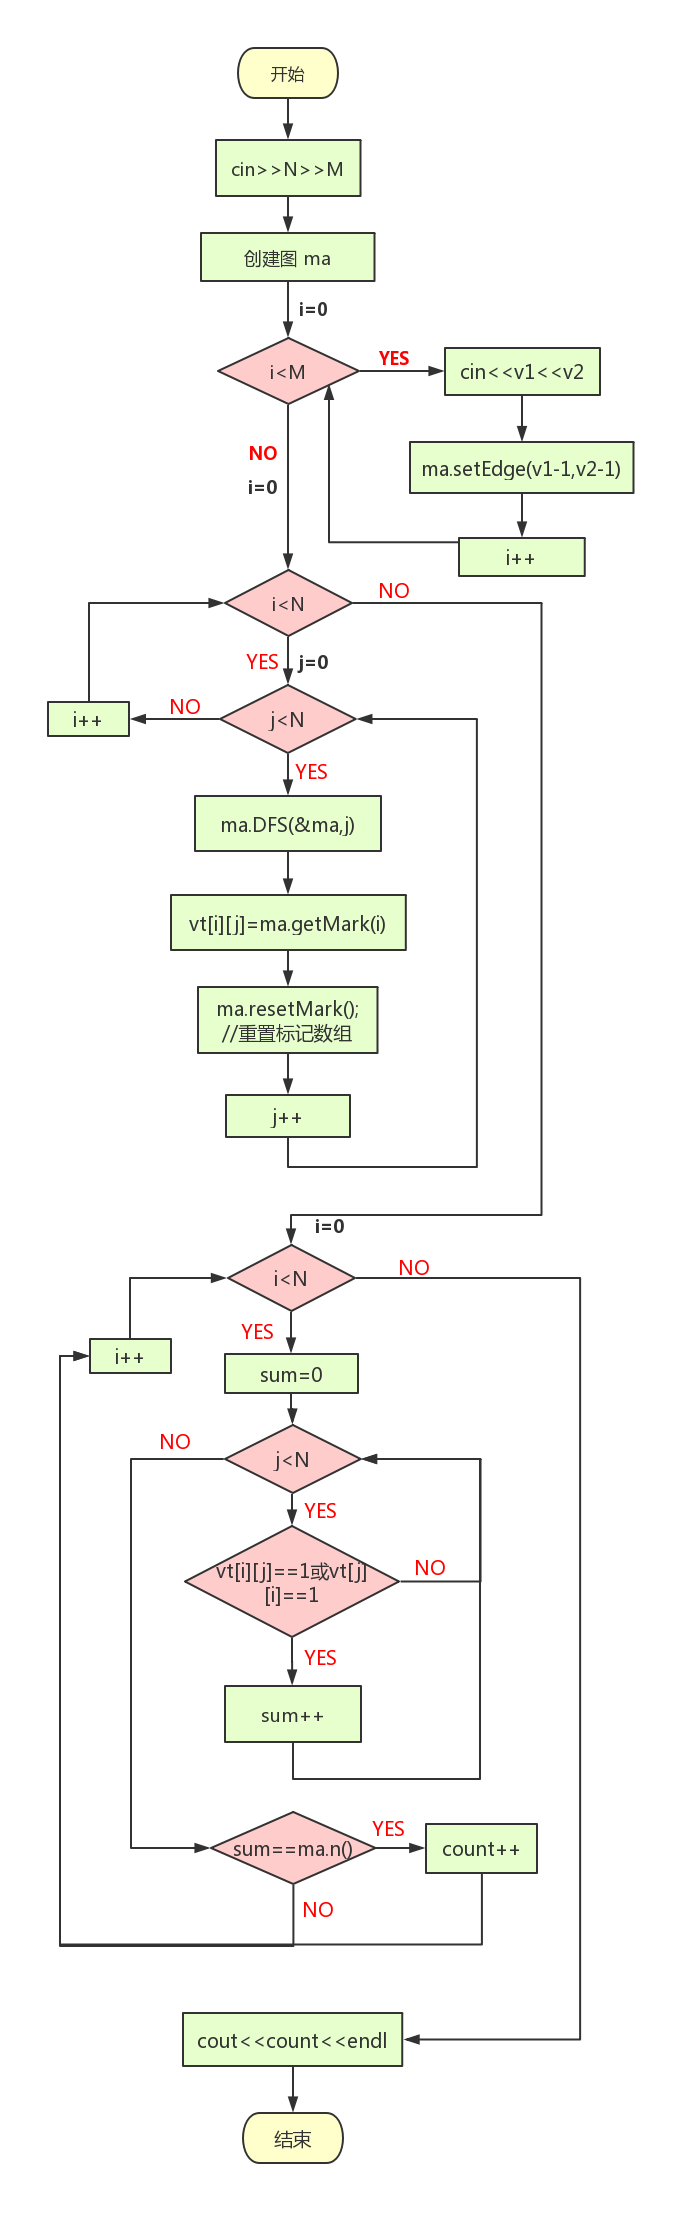 开始
cin>>N>>M
创建图 ma
i=0
i<M
YES
cin<<v1<<v2
ma.setEdge(v1-1,v2-1)
i++
NO
i=0
i<N
NO
YES
j=0
j<N
NO
i++
YES
ma.DFS(&ma,j)
vt[i][j]=ma.getMark(i)
ma.resetMark();
//重置标记数组
j++
i=0
i<N
NO
YES
i++
sum=0
j<N
NO
YES
vt[i][j]==1或vt[j]
[i]==1
NO
YES
sum++
sum==ma.n()
YES
count++
NO
cout<<count<<endl
结束